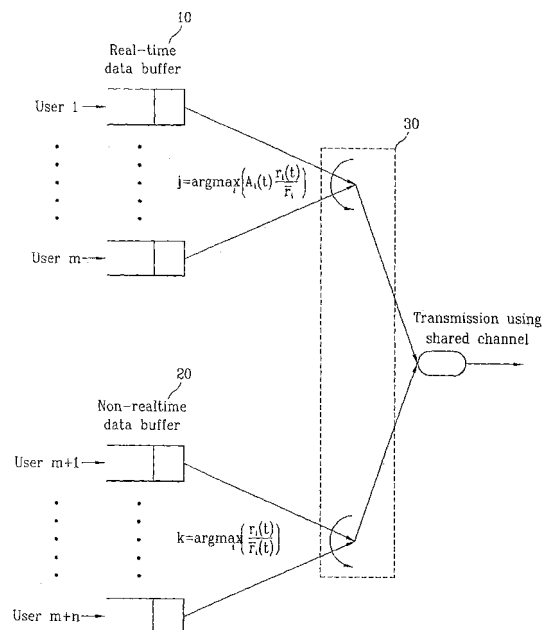 10
Real-time
data buffer
User 1
30
j=argmax_i{A_i(t) r_i(t)/r̄_i}
User m
Transmission using
shared channel
20
Non-realtime
data buffer
User m+1
k=argmax_i(r_i(t)/r̄_i(t))
User m+n